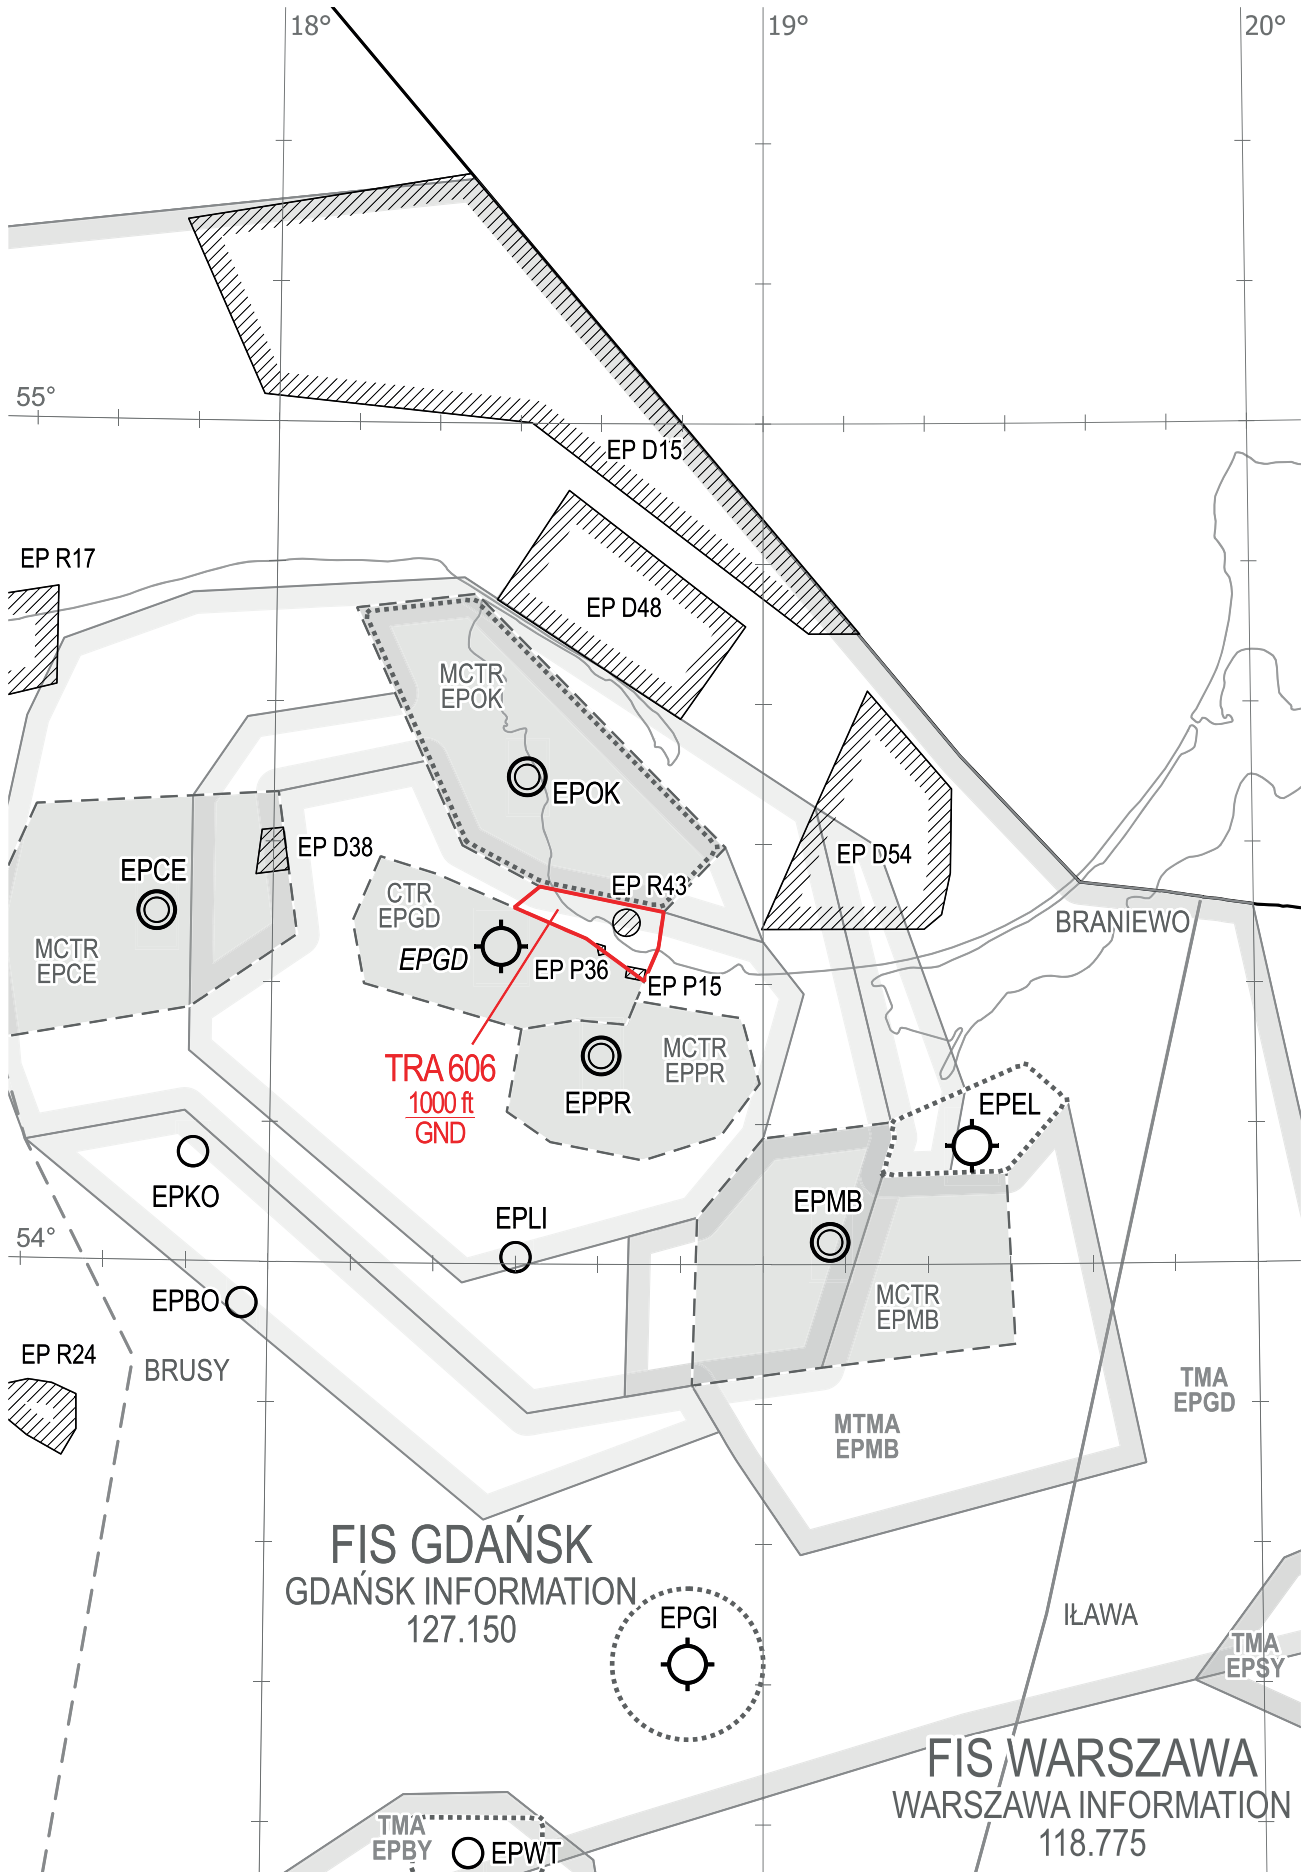 18°
19°
20°
55°
EP D15
EP R17
EP D48
MCTR
EPOK
EPOK
EP D38
EP D54
EPCE
EP R43
CTR
EPGD
BRANIEWO
MCTR
EPCE
EPGD
EP P36
EP P15
TRA 606
1000 ft
GND
MCTR
EPPR
EPPR
EPEL
EPKO
EPLI
EPMB
54°
EPBO
MCTR
EPMB
EP R24
BRUSY
TMA
EPGD
MTMA
EPMB
FIS GDAŃSK
GDAŃSK INFORMATION
127.150
EPGI
IŁAWA
TMA
EPSY
FIS WARSZAWA
WARSZAWA INFORMATION
118.775
TMA
EPBY
EPWT